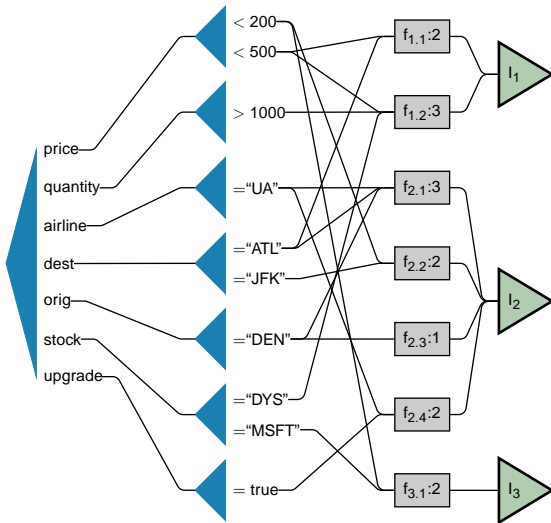 price
quantity
airline
dest
orig
stock
upgrade
< 200
< 500
> 1000
=“UA”
=“ATL”
=“JFK”
=“DEN”
=“DYS”
=“MSFT”
= true
f1.1:2
f1.2:3
f2.1:3
f2.2:2
f2.3:1
f2.4:2
f3.1:2
I1
I2
I3